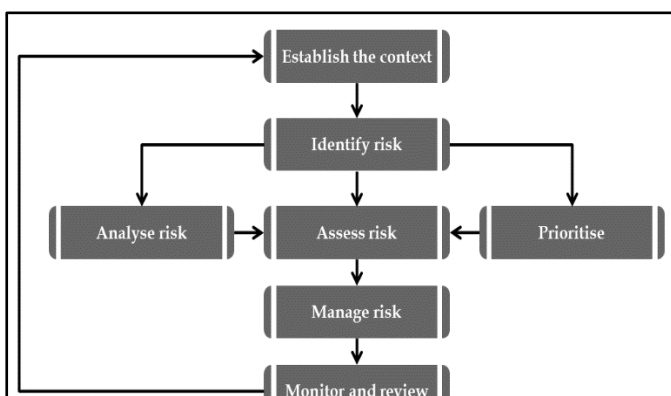 Establish the context
Identify risk
Analyse risk
Assess risk
Prioritise
Manage risk
Monitor and review